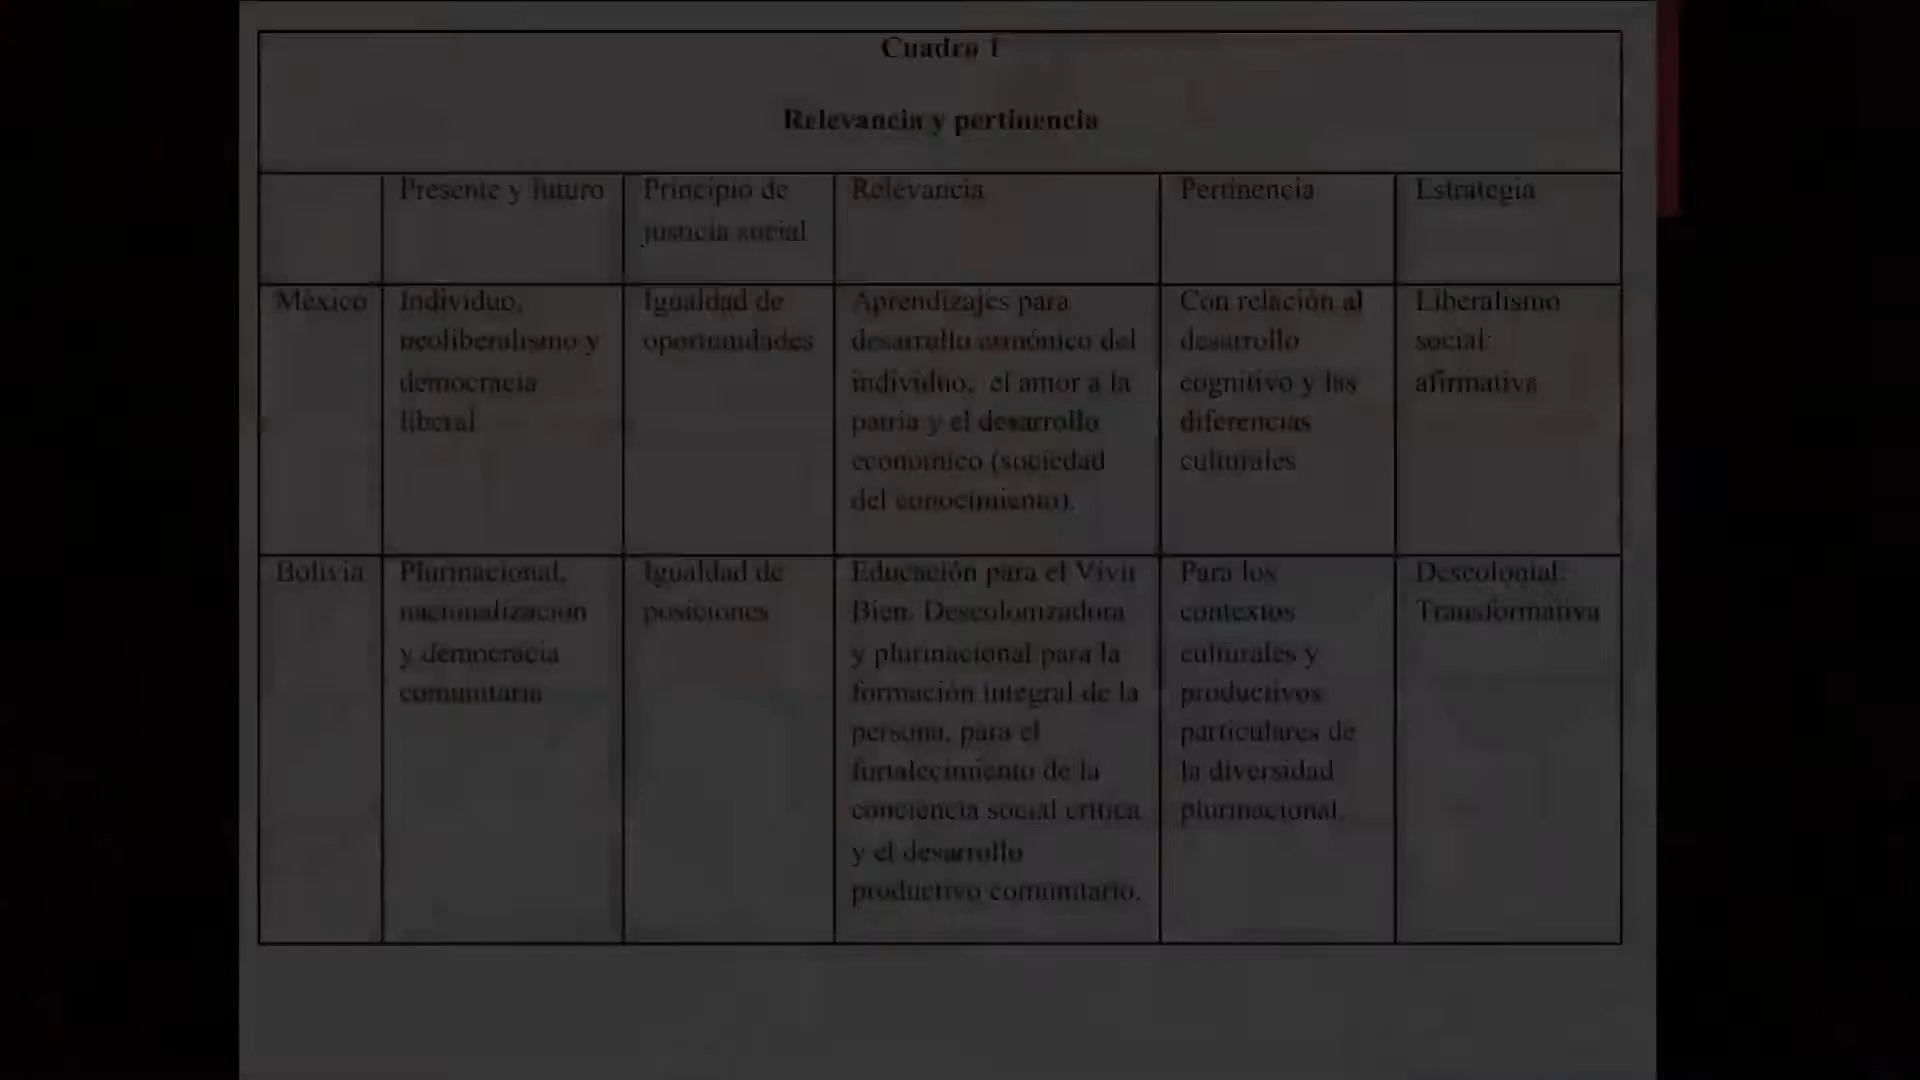 Cuadro 1
Relevancia y pertinencia
Presente y futuro
Principio de
justicia social
Relevancia
Pertinencia
Estrategia
México
Individuo,
neoliberalismo y
democracia
liberal
Igualdad de
oportunidades
Aprendizajes para
desarrollo armónico del
individuo, el amor a la
patria y el desarrollo
económico (sociedad
del conocimiento).
Con relación al
desarrollo
cognitivo y las
diferencias
culturales
Liberalismo
social:
afirmativa
Bolivia
Plurinacional,
nacionalización
y democracia
comunitaria
Igualdad de
posiciones
Educación para el Vivir
Bien. Descolonizadora
y plurinacional para la
formación integral de la
persona, para el
fortalecimiento de la
conciencia social crítica
y el desarrollo
productivo comunitario.
Para los
contextos
culturales y
productivos
particulares de
la diversidad
plurinacional.
Descolonial:
Transformativa